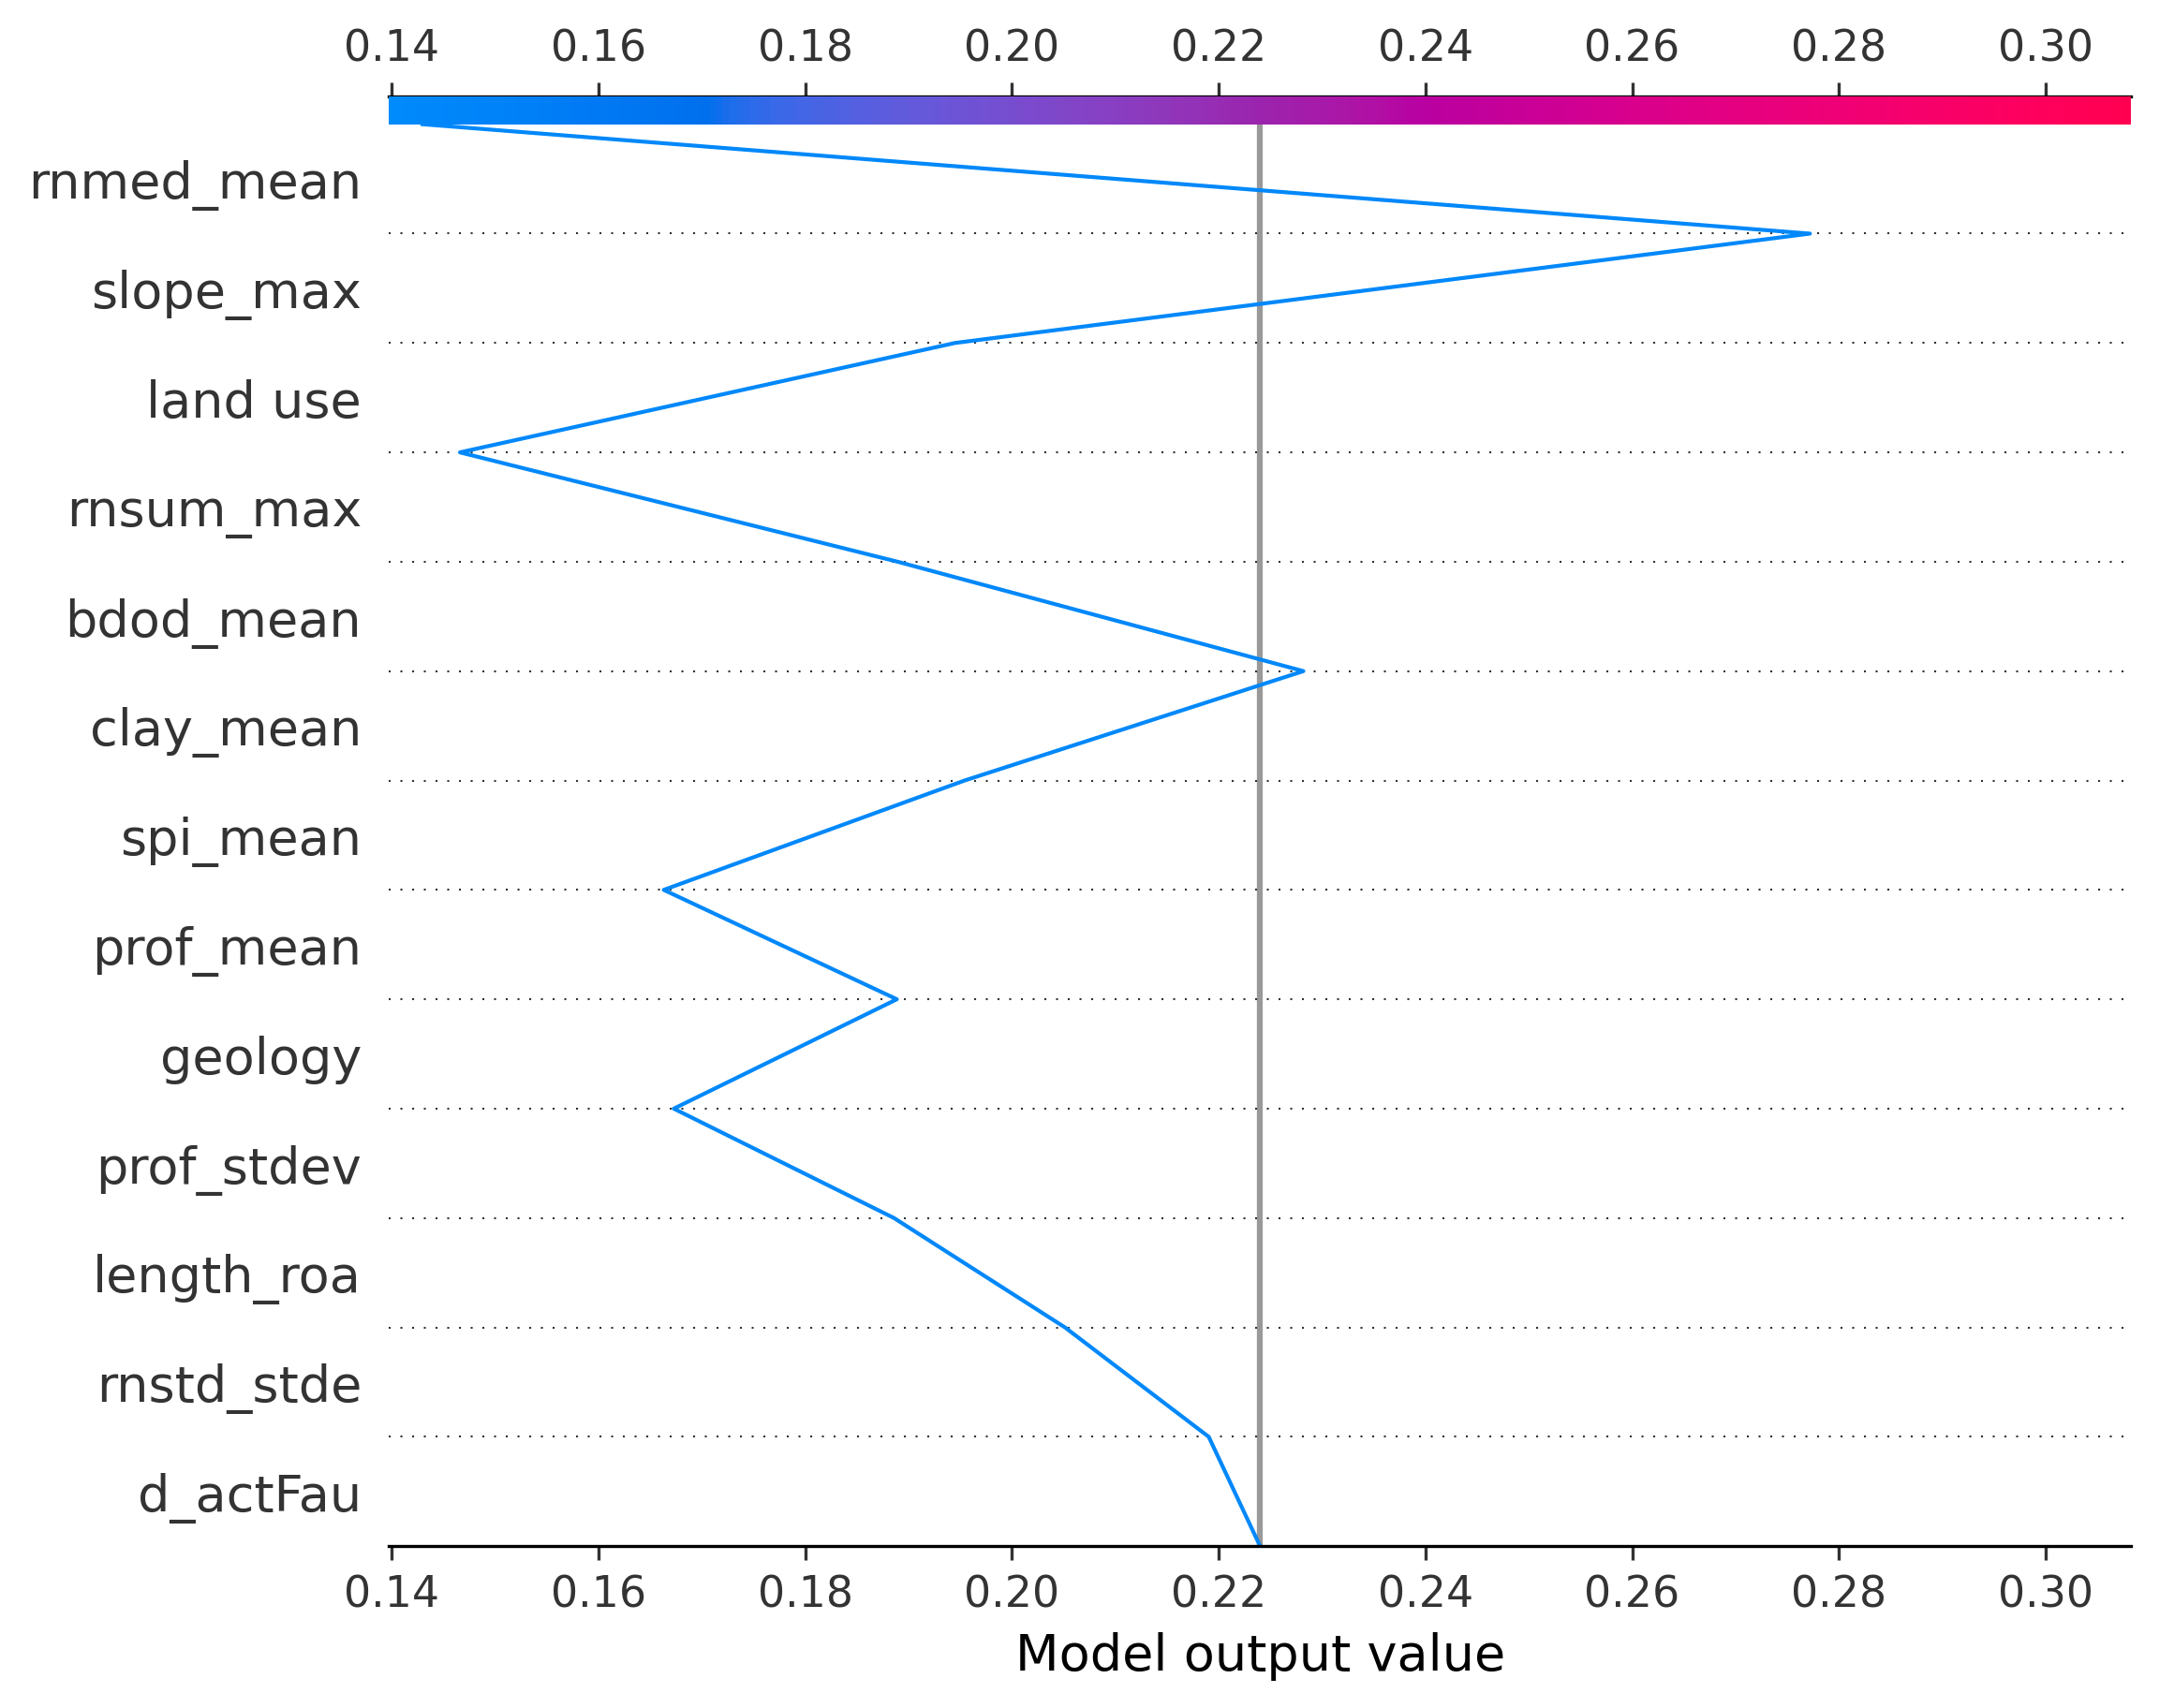 0.14 0.16 0.18 0.20 0.22 0.24 0.26 0.28 0.30
rnmed_mean
slope_max
land use
rnsum_max
bdod_mean
clay_mean
spi_mean
prof_mean
geology
prof_stdev
length_roa
rnstd_stde
d_actFau
0.14 0.16 0.18 0.20 0.22 0.24 0.26 0.28 0.30
Model output value